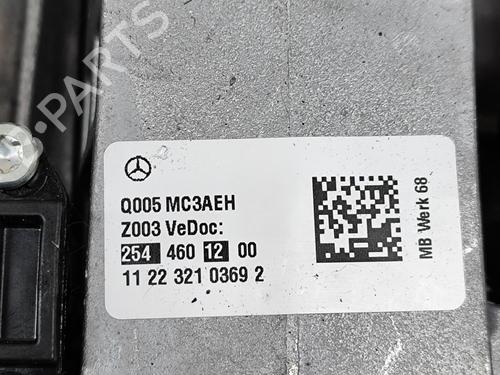 B-PARTS
Q005 MC3AEH
Z003 VeDoc:
254 460 12 00
11 22 321 0369 2
MB Werk 68